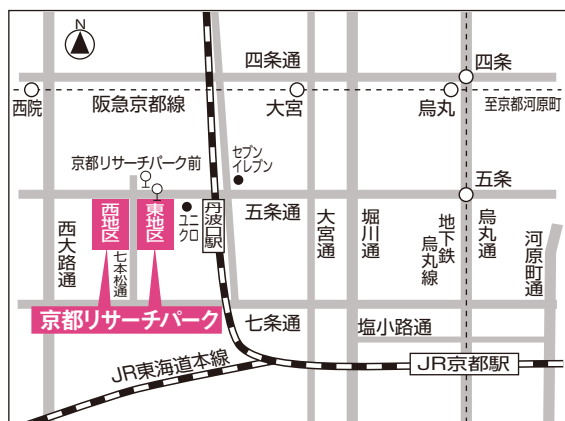 N
四条通
四条
西院
阪急京都線
大宮
烏丸
至京都河原町
京都リサーチパーク前
セブン
イレブン
五条
西地区
東地区
ユニ
クロ
丹波口駅
五条通
西大路通
七本松通
大宮通
堀川通
地下鉄
烏丸線
烏丸通
河原町通
京都リサーチパーク
七条通
塩小路通
JR東海道本線
JR京都駅